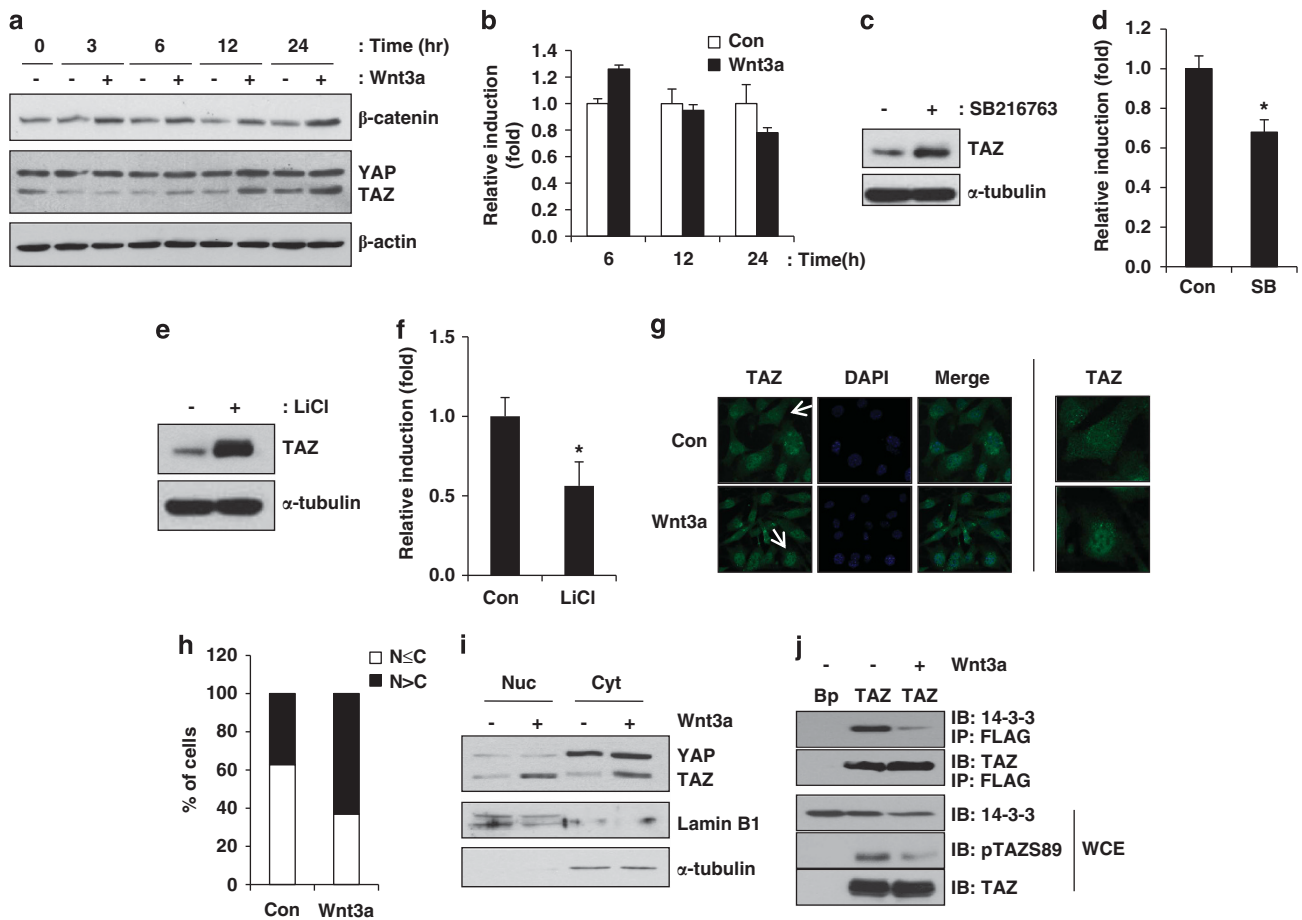 a
0 3 6 12 24 : Time (hr)
- - + - + - + - + : Wnt3a
β-catenin
YAP
TAZ
β-actin
b
Con
Wnt3a
Relative induction
(fold)
1.4
1.2
1.0
0.8
0.6
0.4
0.2
0.0
6 12 24 : Time(h)
c
- + : SB216763
TAZ
α-tubulin
d
Relative induction (fold)
1.2
1.0
0.8
0.6
0.4
0.2
0.0
*
Con SB
e
- + : LiCl
TAZ
α-tubulin
f
Relative induction (fold)
1.5
1.0
0.5
0.0
*
Con LiCl
g
TAZ DAPI Merge TAZ
Con
Wnt3a
h
N≤C
N>C
% of cells
120
100
80
60
40
20
0
Con Wnt3a
i
Nuc Cyt
- + - + Wnt3a
YAP
TAZ
Lamin B1
α-tubulin
j
- - + Wnt3a
Bp TAZ TAZ
IB: 14-3-3
IP: FLAG
IB: TAZ
IP: FLAG
IB: 14-3-3
IB: pTAZS89
WCE
IB: TAZ